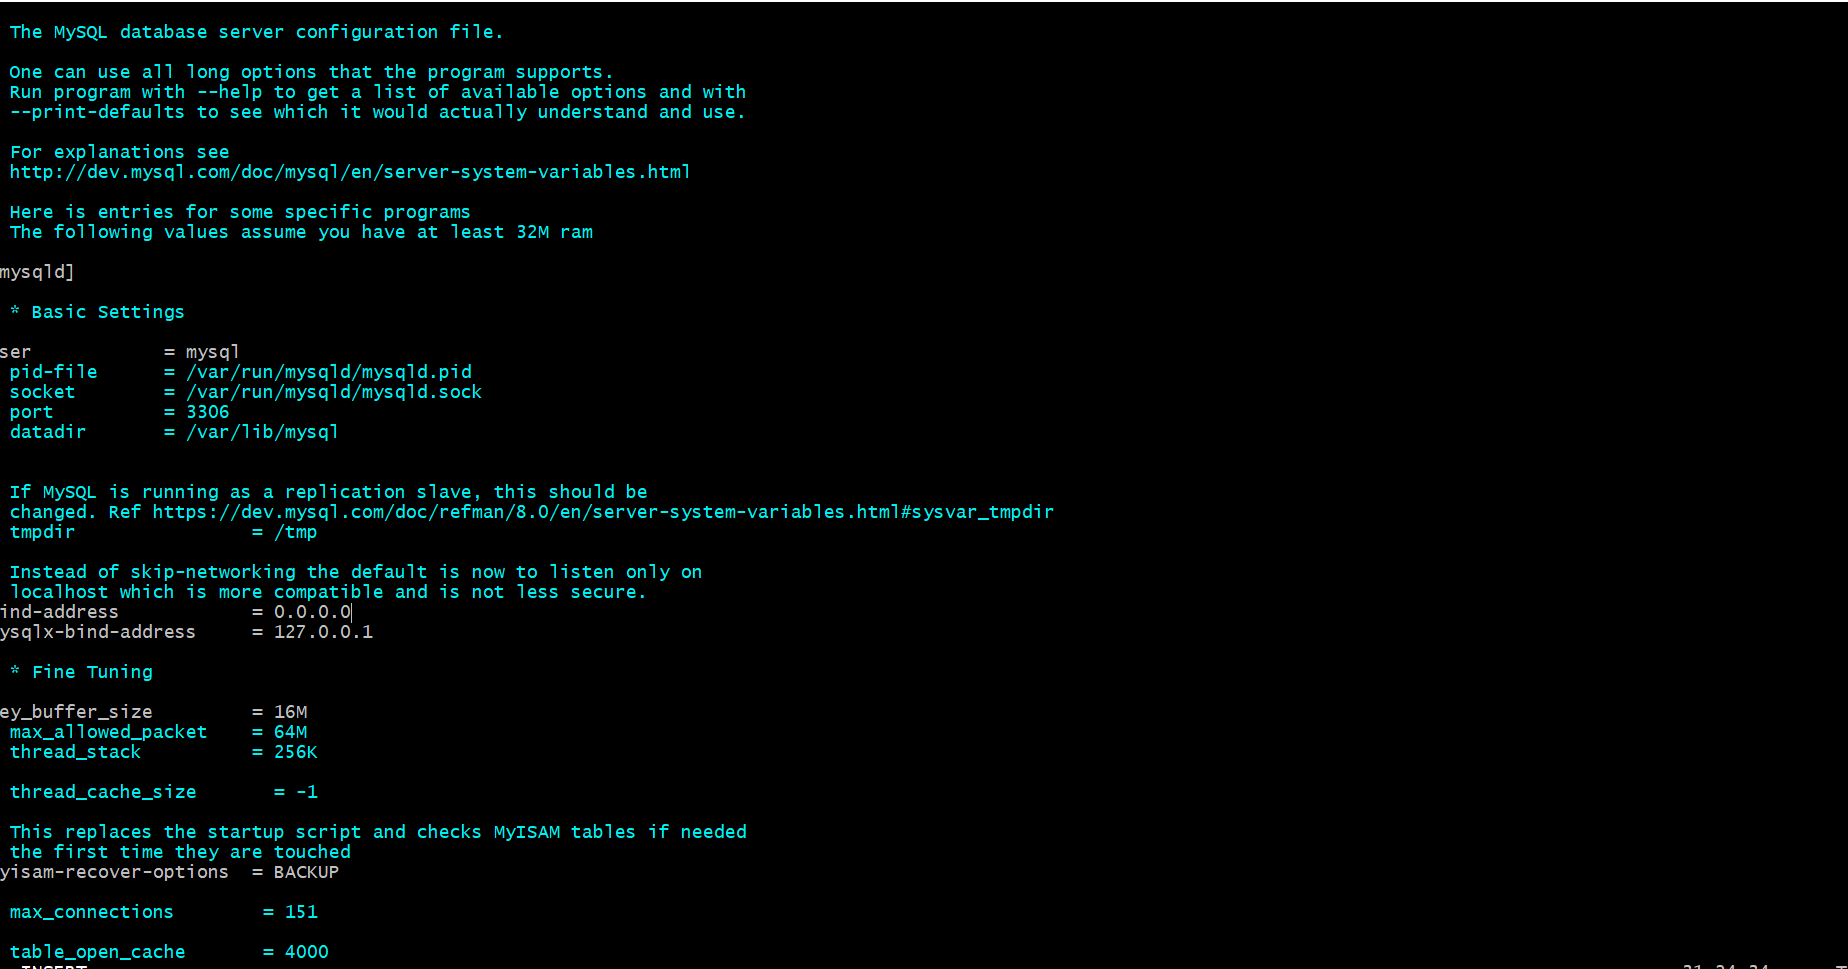 The MySQL database server configuration file.
One can use all long options that the program supports.
Run program with --help to get a list of available options and with
--print-defaults to see which it would actually understand and use.
For explanations see
http://dev.mysql.com/doc/mysql/en/server-system-variables.html
Here is entries for some specific programs
The following values assume you have at least 32M ram
mysqld]
* Basic Settings
ser = mysql
pid-file = /var/run/mysqld/mysqld.pid
socket = /var/run/mysqld/mysqld.sock
port = 3306
datadir = /var/lib/mysql
If MySQL is running as a replication slave, this should be
changed. Ref https://dev.mysql.com/doc/refman/8.0/en/server-system-variables.html#sysvar_tmpdir
tmpdir = /tmp
Instead of skip-networking the default is now to listen only on
localhost which is more compatible and is not less secure.
ind-address = 0.0.0.0
ysqlx-bind-address = 127.0.0.1
* Fine Tuning
ey_buffer_size = 16M
max_allowed_packet = 64M
thread_stack = 256K
thread_cache_size = -1
This replaces the startup script and checks MyISAM tables if needed
the first time they are touched
yisam-recover-options = BACKUP
max_connections = 151
table_open_cache = 4000